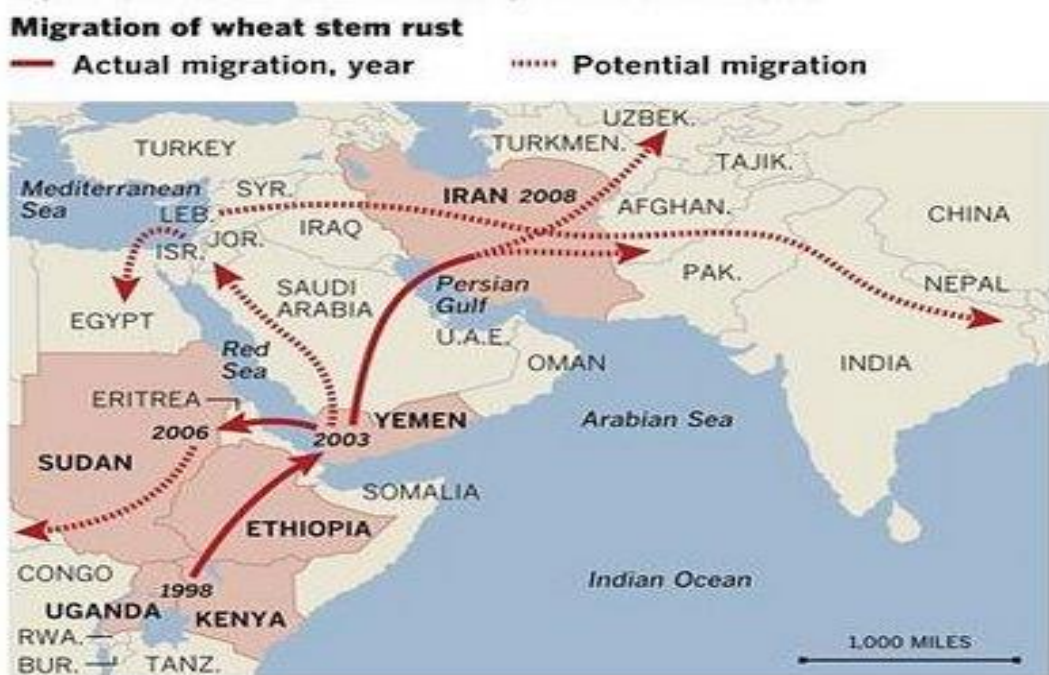 Migration of wheat stem rust
Actual migration, year
Potential migration
UZBEK.
TURKEY
TURKMEN.
TAJIK.
Mediterranean
Sea
SYR.
IRAN 2008
AFGHAN.
LEB.
CHINA
IRAQ
JOR.
ISR.
PAK.
NEPAL
SAUDI
ARABIA
Persian
Gulf
EGYPT
U.A.E.
Red
Sea
OMAN
INDIA
ERITREA
YEMEN
Arabian Sea
2006
2003
SUDAN
SOMALIA
ETHIOPIA
CONGO
Indian Ocean
1998
UGANDA
KENYA
RWA.
1,000 MILES
BUR.
TANZ.